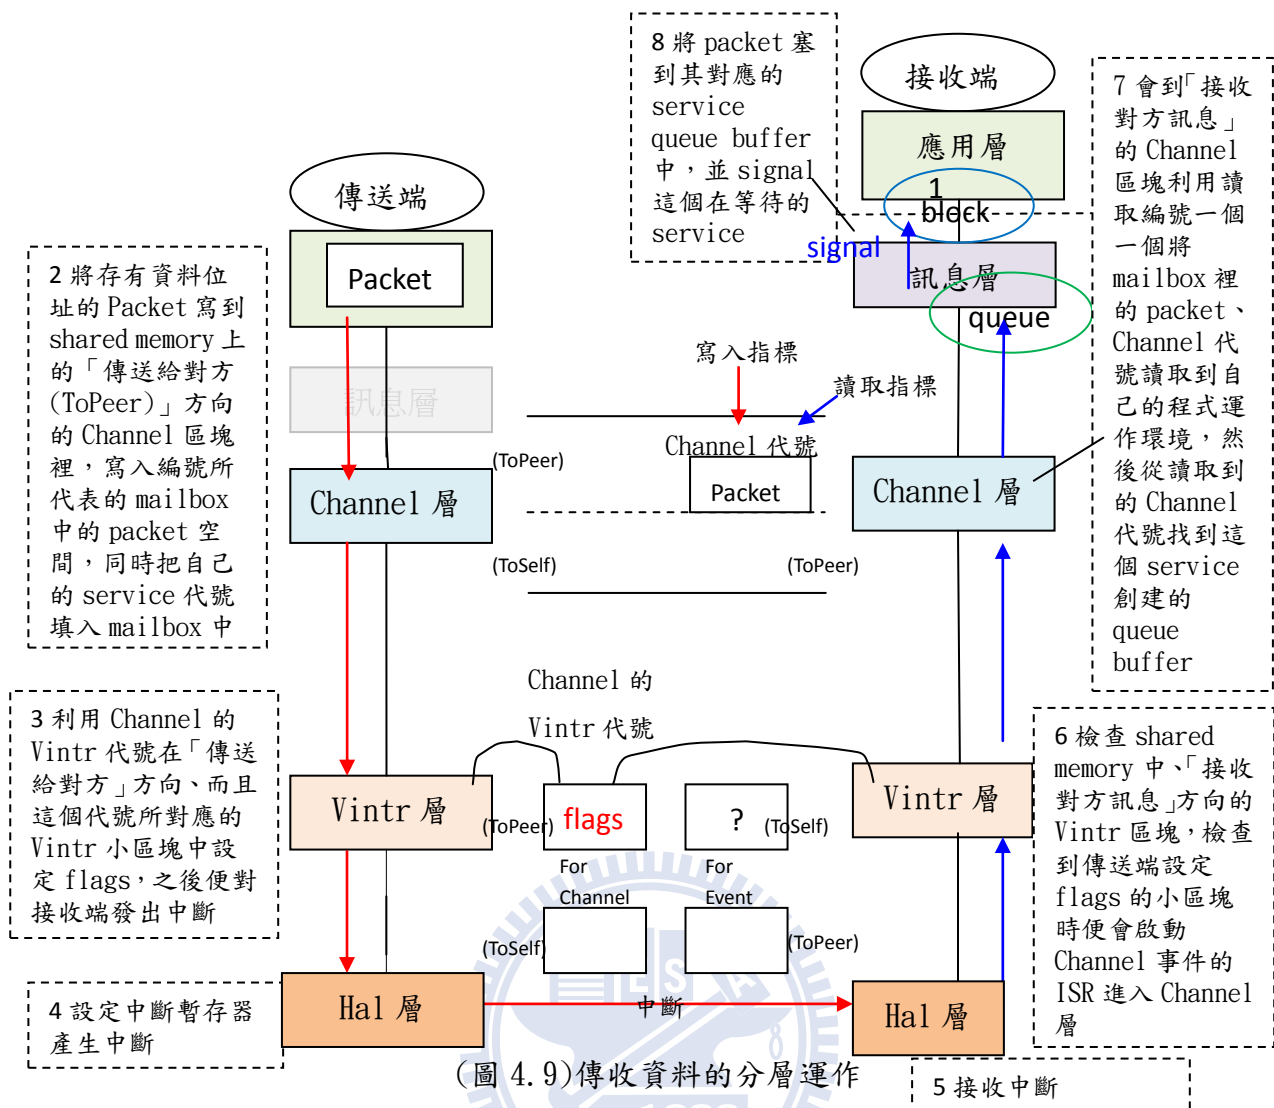 8 將 packet 塞
到其對應的
service
queue buffer
中，並 signal
這個在等待的
service
接收端
應用層
1
block
7 會到「接收
對方訊息」
的 Channel
區塊利用讀
取編號一個
一個將
mailbox 裡
的 packet、
Channel 代
號讀取到自
己的程式運
作環境，然
後從讀取到
的 Channel
代號找到這
個 service
創建的
queue
buffer
傳送端
Packet
訊息層
Channel 層
2 將存有資料位
址的 Packet 寫到
shared memory 上
的「傳送給對方
(ToPeer)」方向
的 Channel 區塊
裡，寫入編號所
代表的 mailbox
中的 packet 空
間，同時把自己
的 service 代號
填入 mailbox 中
signal
訊息層
queue
寫入指標
讀取指標
Channel 代號
(ToPeer)
Packet
Channel 層
(ToSelf)
(ToPeer)
Channel 的
Vintr 代號
3 利用 Channel 的
Vintr 代號在「傳送
給對方」方向、而且
這個代號所對應的
Vintr 小區塊中設
定 flags，之後便對
接收端發出中斷
Vintr 層
(ToPeer)
flags
?
(ToSelf)
Vintr 層
For
Channel
For
Event
(ToSelf)
(ToPeer)
6 檢查 shared
memory 中、「接收
對方訊息」方向的
Vintr 區塊，檢查
到傳送端設定
flags 的小區塊
時便會啟動
Channel 事件的
ISR 進入 Channel
層
4 設定中斷暫存器
產生中斷
Hal 層
中斷
Hal 層
5 接收中斷
(圖 4.9)傳收資料的分層運作